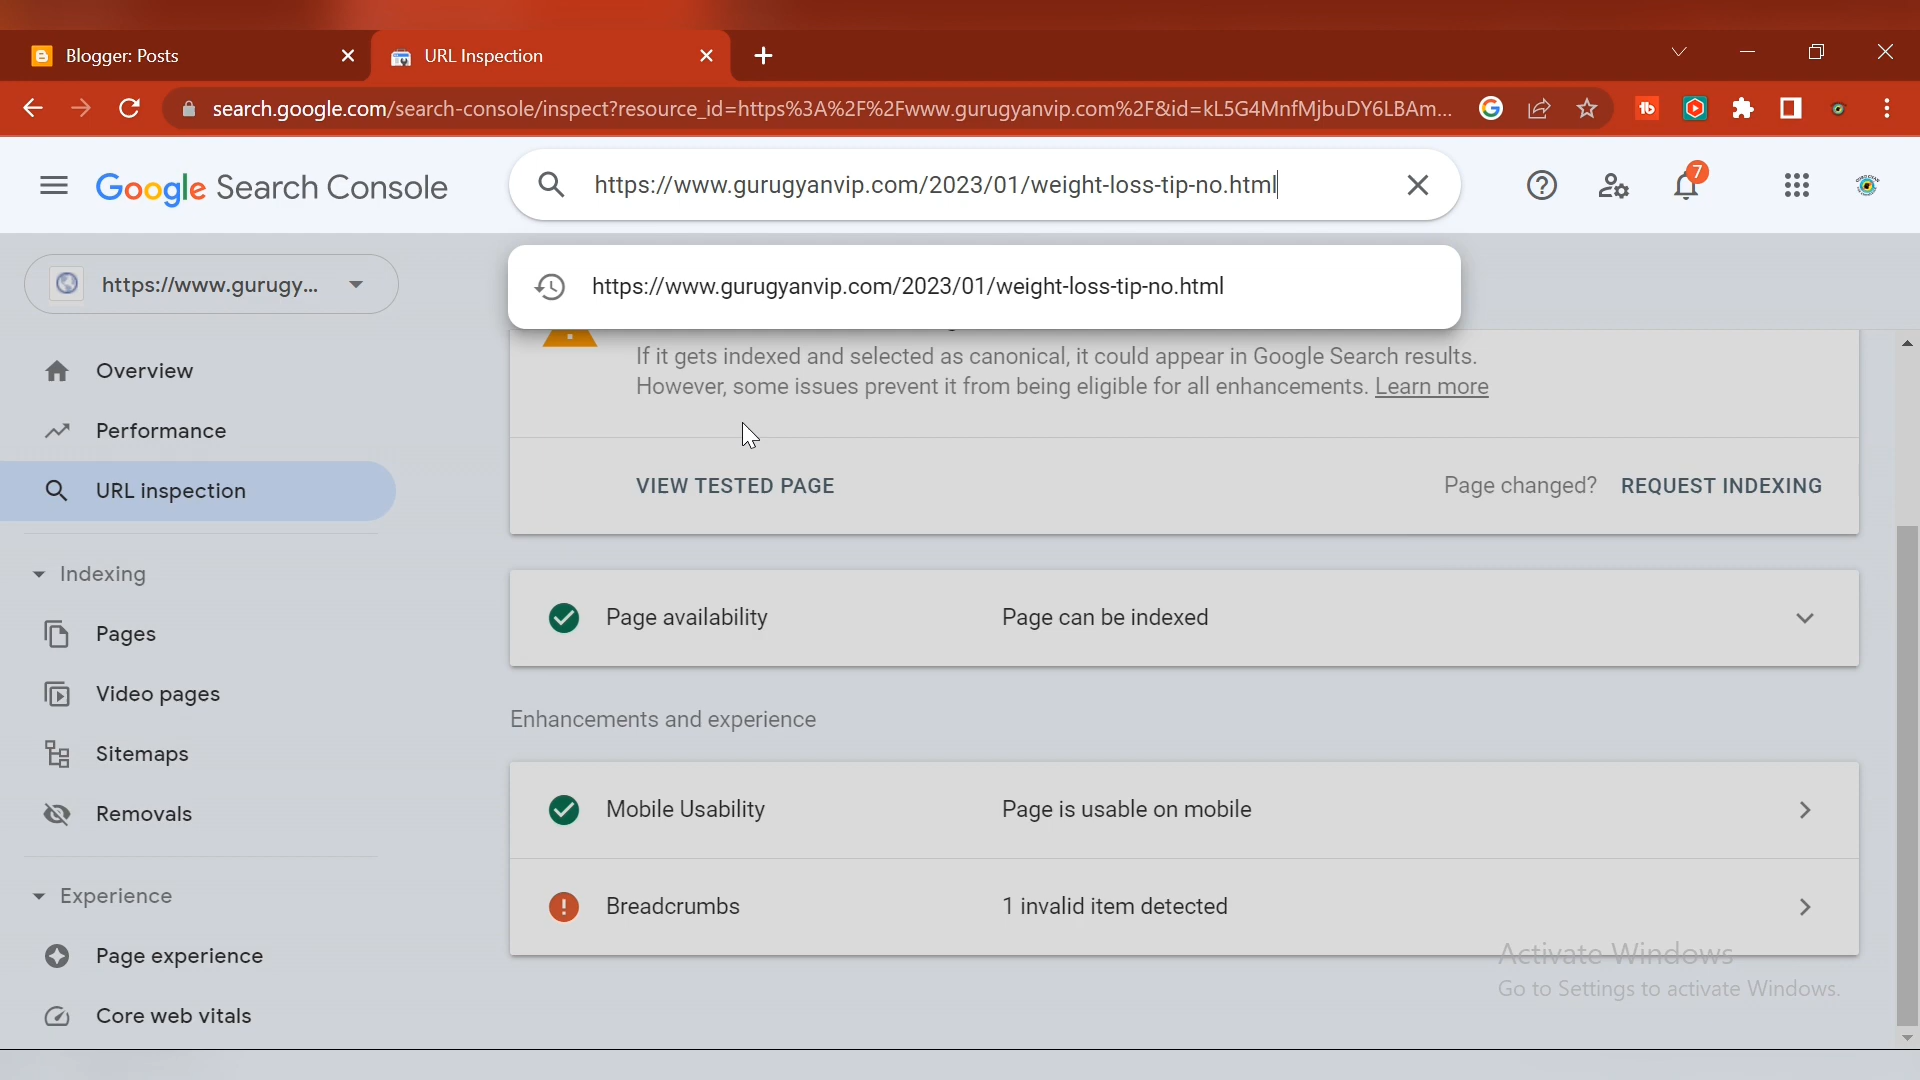 Blogger: Posts
URL Inspection
search.google.com/search-console/inspect?resource_id=https%3A%2F%2Fwww.gurugyanvip.com%2F&id=kL5G4MnfMjbuDY6LBAm...
Google Search Console
https://www.gurugyanvip.com/2023/01/weight-loss-tip-no.html
7
https://www.gurugy...
https://www.gurugyanvip.com/2023/01/weight-loss-tip-no.html
If it gets indexed and selected as canonical, it could appear in Google Search results.
However, some issues prevent it from being eligible for all enhancements. Learn more
Overview
Performance
VIEW TESTED PAGE
Page changed? REQUEST INDEXING
URL inspection
Indexing
Page availability
Page can be indexed
Pages
Video pages
Enhancements and experience
Sitemaps
Removals
Mobile Usability
Page is usable on mobile
Experience
Breadcrumbs
1 invalid item detected
Page experience
Core web vitals
Activate Windows
Go to Settings to activate Windows.